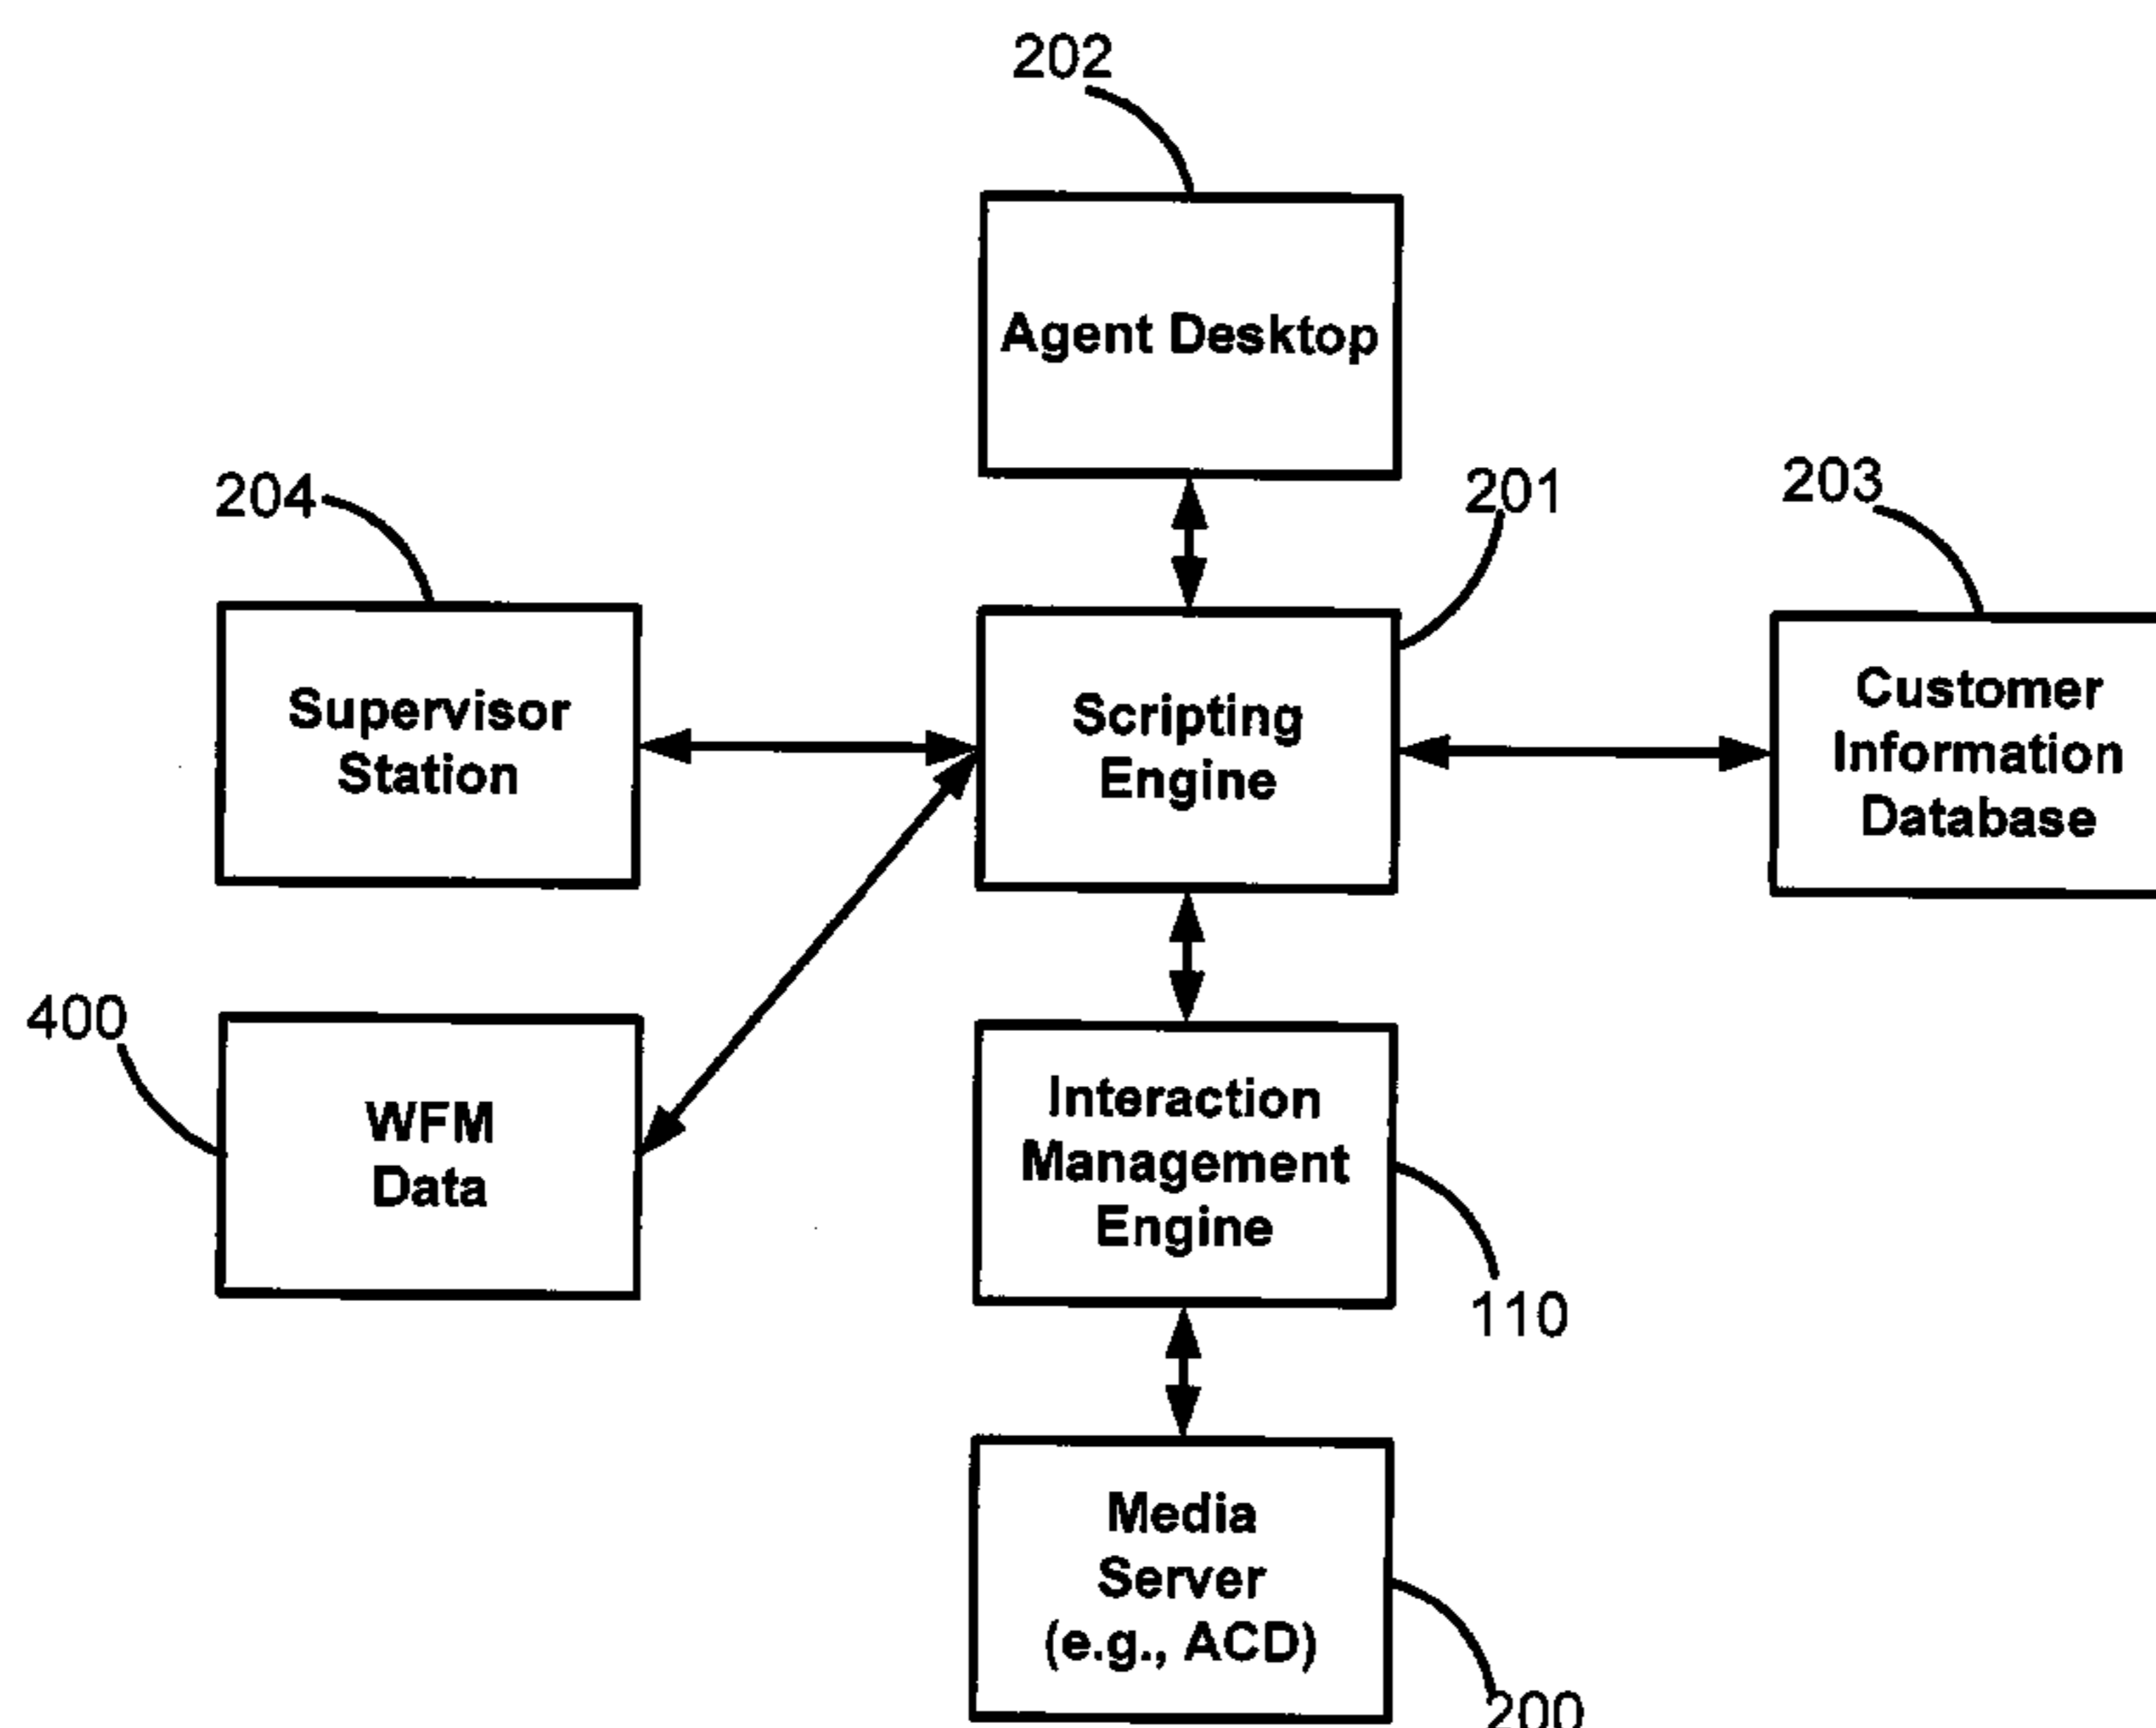 202
Agent Desktop
204
201
203
Supervisor
Station
Scripting
Engine
Customer
Information
Database
400
WFM
Data
Interaction
Management
Engine
110
Media
Server
(e.g., ACD)
200